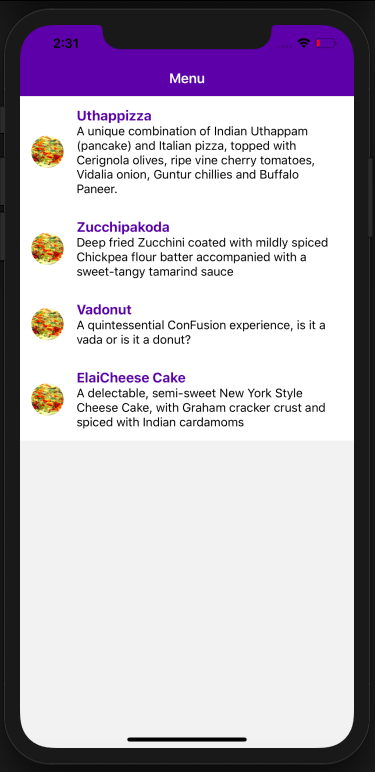 2:31
Menu
Uthappizza
A unique combination of Indian Uthappam
(pancake) and Italian pizza, topped with
Cerignola olives, ripe vine cherry tomatoes,
Vidalia onion, Guntur chillies and Buffalo
Paneer.
Zucchipakoda
Deep fried Zucchini coated with mildly spiced
Chickpea flour batter accompanied with a
sweet-tangy tamarind sauce
Vadonut
A quintessential ConFusion experience, is it a
vada or is it a donut?
ElaiCheese Cake
A delectable, semi-sweet New York Style
Cheese Cake, with Graham cracker crust and
spiced with Indian cardamoms